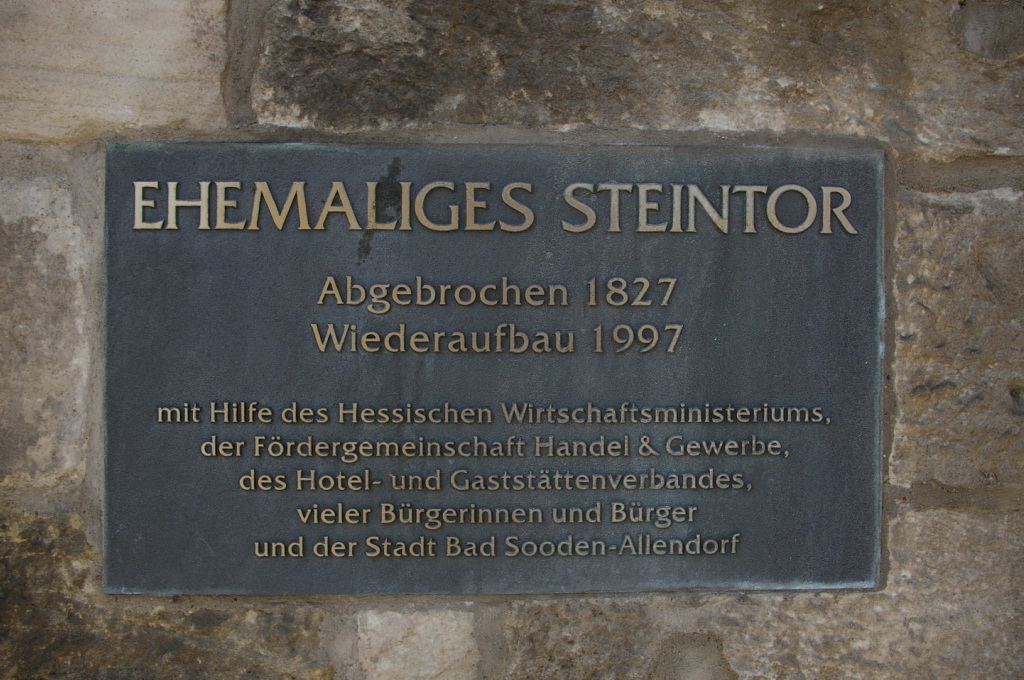 EHEMALIGES STEINTOR
Abgebrochen 1827
Wiederaufbau 1997
mit Hilfe des Hessischen Wirtschaftsministeriums,
der Fördergemeinschaft Handel & Gewerbe,
des Hotel- und Gaststättenverbandes,
vieler Bürgerinnen und Bürger
und der Stadt Bad Sooden-Allendorf